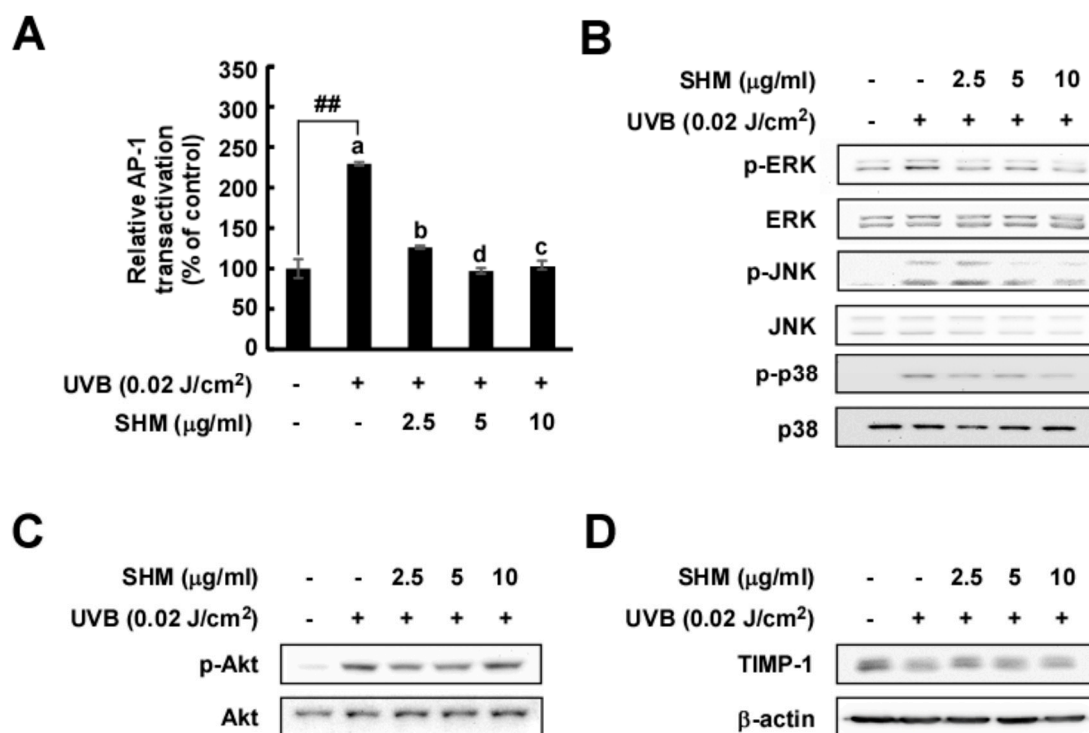 A
350
300
250
200
150
100
50
0
Relative AP-1
transactivation
(% of control)
##
a
b
d
c
UVB (0.02 J/cm²) - + + + +
SHM (μg/ml) - - 2.5 5 10
B
SHM (μg/ml) - - 2.5 5 10
UVB (0.02 J/cm²) - + + + +
p-ERK
ERK
p-JNK
JNK
p-p38
p38
C
SHM (μg/ml) - - 2.5 5 10
UVB (0.02 J/cm²) - + + + +
p-Akt
Akt
D
SHM (μg/ml) - - 2.5 5 10
UVB (0.02 J/cm²) - + + + +
TIMP-1
β-actin